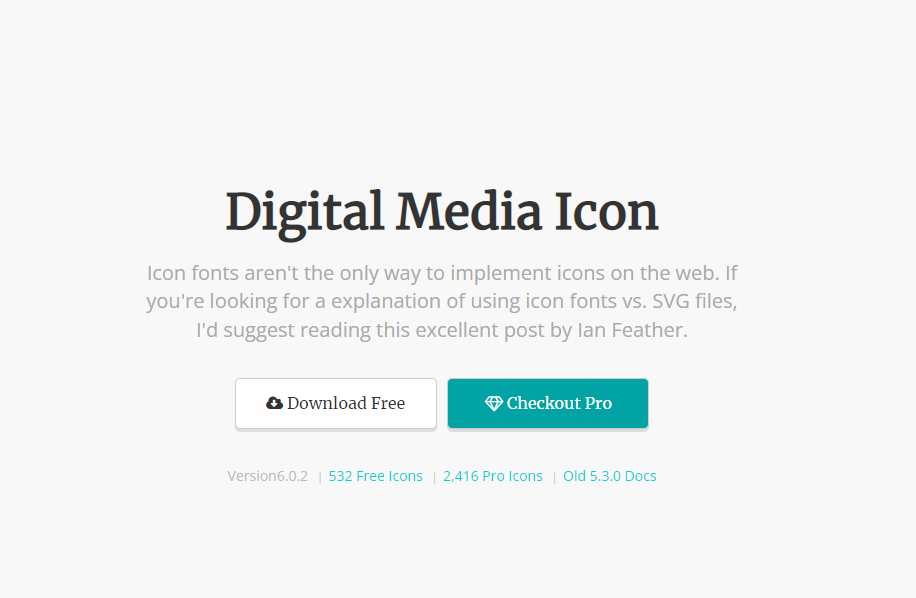 Digital Media Icon
Icon fonts aren't the only way to implement icons on the web. If
you're looking for a explanation of using icon fonts vs. SVG files,
I'd suggest reading this excellent post by Ian Feather.
Download Free Checkout Pro
Version6.0.2 | 532 Free Icons | 2,416 Pro Icons | Old 5.3.0 Docs